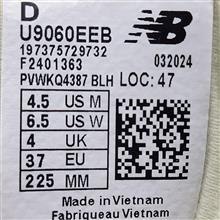 D
NB
U9060EEB
197375729732
F2401363 032024
PVWKQ4387 BLH LOC: 47
4.5 US M
6.5 US W
4 UK
37 EU
225 MM
Made in Vietnam
Fabriqueau Vietnam